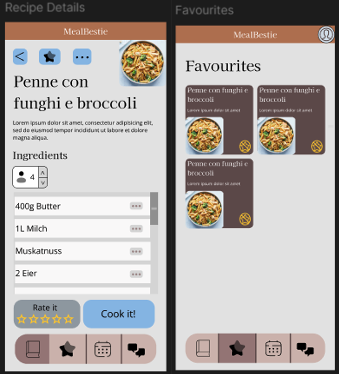 Recipe Details
MealBestie
Penne con
funghi e broccoli
Lorem ipsum dolor sit amet, consectetur adipiscing elit,
sed do eiusmod tempor incididunt ut labore et dolore
magna aliqua.
Ingredients
4
400g Butter
1L Milch
Muskatnuss
2 Eier
Rate it
Cook it!
Favourites
MealBestie
Favourites
Penne con funghi e
broccoli
Lorem ipsum dolor sit amet
Penne con funghi e
broccoli
Lorem ipsum dolor sit amet
Penne con funghi e
broccoli
Lorem ipsum dolor sit amet